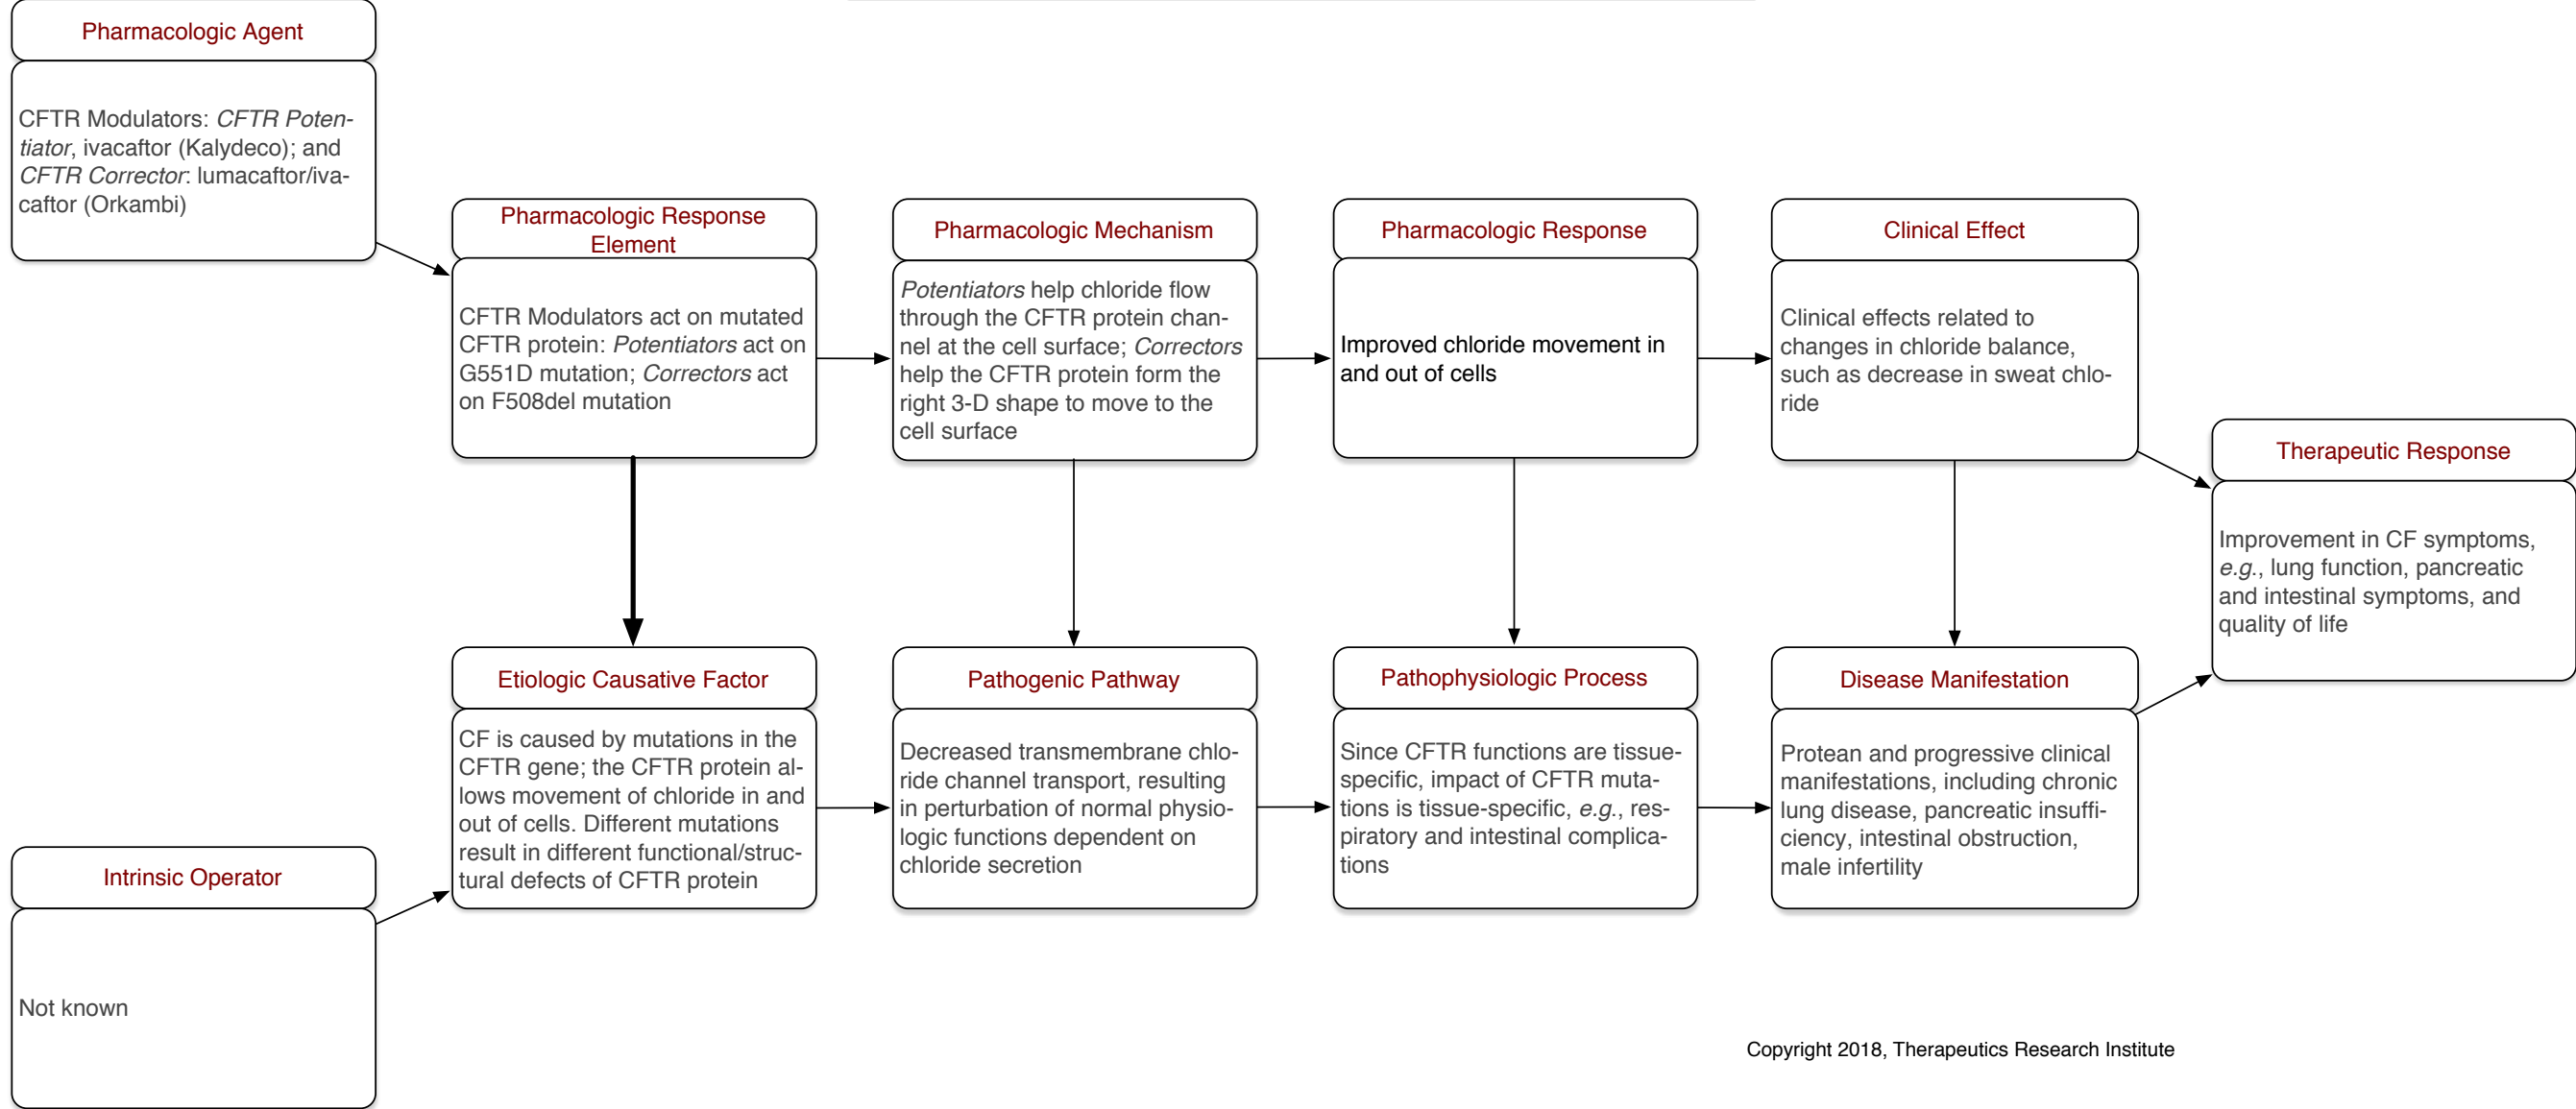 Pharmacologic Agent
CFTR Modulators: CFTR Poten-
tiator, ivacaftor (Kalydeco); and
CFTR Corrector: lumacaftor/iva-
caftor (Orkambi)
Pharmacologic Response
Element
CFTR Modulators act on mutated
CFTR protein: Potentiators act on
G551D mutation; Correctors act
on F508del mutation
Pharmacologic Mechanism
Potentiators help chloride flow
through the CFTR protein chan-
nel at the cell surface; Correctors
help the CFTR protein form the
right 3-D shape to move to the
cell surface
Pharmacologic Response
Improved chloride movement in
and out of cells
Clinical Effect
Clinical effects related to
changes in chloride balance,
such as decrease in sweat chlo-
ride
Therapeutic Response
Improvement in CF symptoms,
e.g., lung function, pancreatic
and intestinal symptoms, and
quality of life
Etiologic Causative Factor
CF is caused by mutations in the
CFTR gene; the CFTR protein al-
lows movement of chloride in and
out of cells. Different mutations
result in different functional/struc-
tural defects of CFTR protein
Pathogenic Pathway
Decreased transmembrane chlo-
ride channel transport, resulting
in perturbation of normal physio-
logic functions dependent on
chloride secretion
Pathophysiologic Process
Since CFTR functions are tissue-
specific, impact of CFTR muta-
tions is tissue-specific, e.g., res-
piratory and intestinal complica-
tions
Disease Manifestation
Protean and progressive clinical
manifestations, including chronic
lung disease, pancreatic insuffi-
ciency, intestinal obstruction,
male infertility
Intrinsic Operator
Not known
Copyright 2018, Therapeutics Research Institute